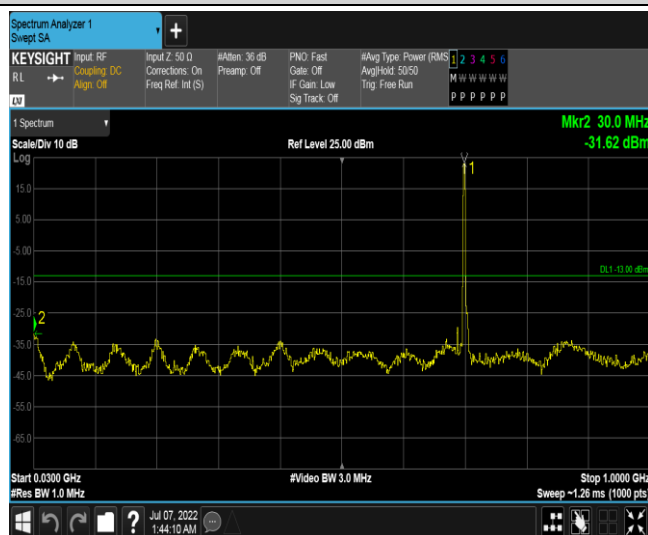 Spectrum Analyzer 1
Swept SA
+
KEYSIGHT
RL
LXI
Input: RF
Coupling: DC
Align: Off
Input Z: 50 Ω
Corrections: On
Freq Ref: Int (S)
#Atten: 36 dB
Preamp: Off
PNO: Fast
Gate: Off
IF Gain: Low
Sig Track: Off
#Avg Type: Power (RMS
Avg|Hold: 50/50
Trig: Free Run
1 2 3 4 5 6
M W W W W W
P P P P P P
1 Spectrum
Scale/Div 10 dB
Ref Level 25.00 dBm
Mkr2 30.0 MHz
-31.62 dBm
Log
15.0
5.00
-5.00
-15.0
-25.0
-35.0
-45.0
-55.0
-65.0
1
DL1 -13.00 dBm
2
Start 0.0300 GHz
#Res BW 1.0 MHz
#Video BW 3.0 MHz
Stop 1.0000 GHz
Sweep ~1.26 ms (1000 pts)
?
Jul 07, 2022
1:44:10 AM